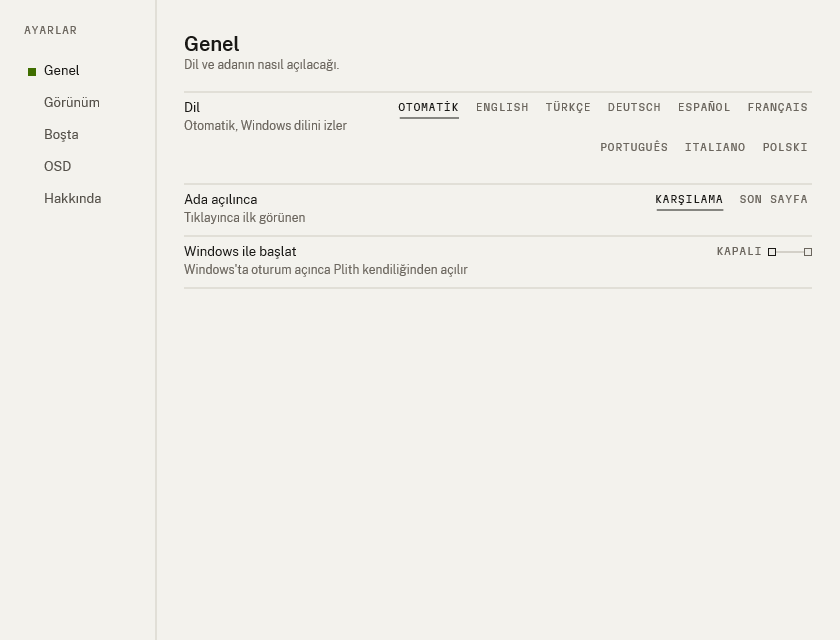 AYARLAR
Genel
Görünüm
Boşta
OSD
Hakkında
Genel
Dil ve adanın nasıl açılacağı.
Dil
Otomatik, Windows dilini izler
OTOMATİK ENGLISH TÜRKÇE DEUTSCH ESPAÑOL FRANÇAIS
PORTUGUÊS ITALIANO POLSKI
Ada açılınca
Tıklayınca ilk görünen
KARŞILAMA SON SAYFA
Windows ile başlat
Windows'ta oturum açınca Plith kendiliğinden açılır
KAPALI